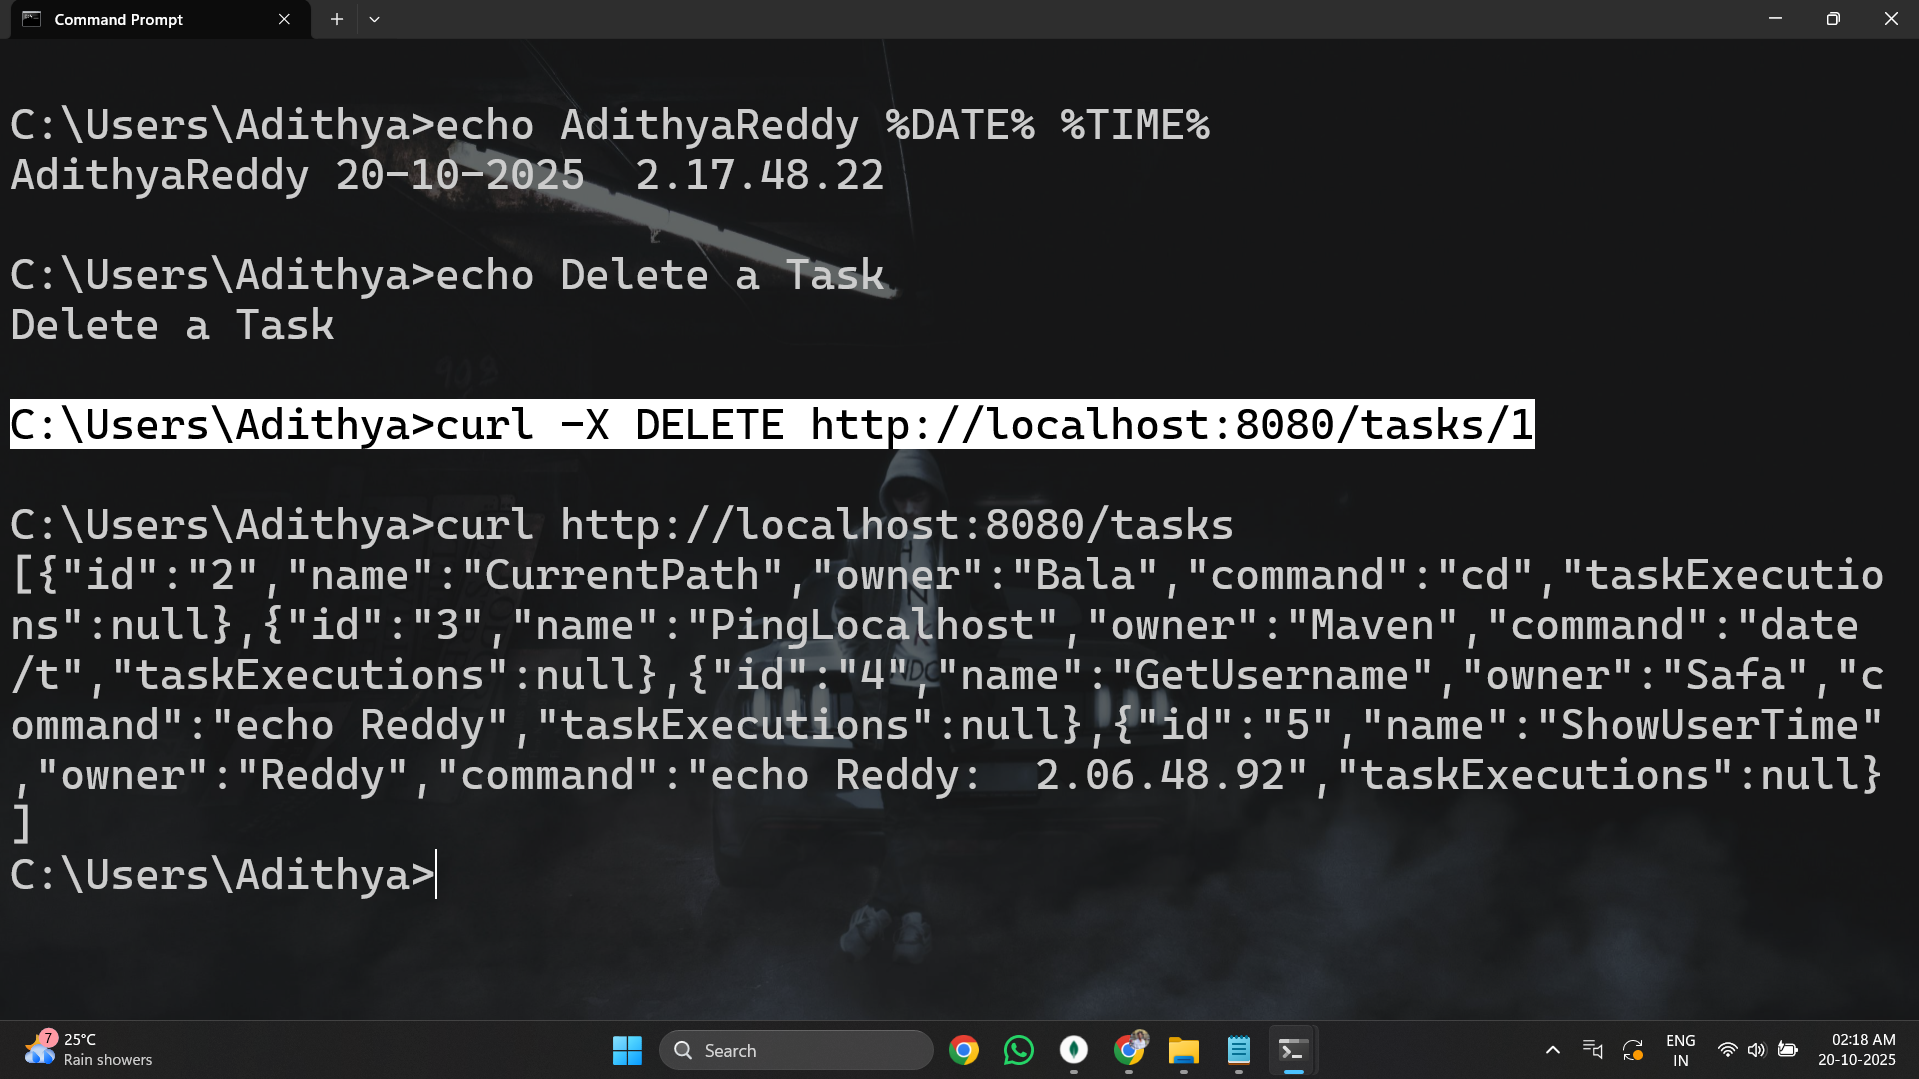 Command Prompt
C:\Users\Adithya>echo AdithyaReddy %DATE% %TIME%
AdithyaReddy 20-10-2025  2.17.48.22
C:\Users\Adithya>echo Delete a Task
Delete a Task
C:\Users\Adithya>curl -X DELETE http://localhost:8080/tasks/1
C:\Users\Adithya>curl http://localhost:8080/tasks
[{"id":"2","name":"CurrentPath","owner":"Bala","command":"cd","taskExecutio
ns":null},{"id":"3","name":"PingLocalhost","owner":"Maven","command":"date
/t","taskExecutions":null},{"id":"4","name":"GetUsername","owner":"Safa","c
ommand":"echo Reddy","taskExecutions":null},{"id":"5","name":"ShowUserTime"
,"owner":"Reddy","command":"echo Reddy:  2.06.48.92","taskExecutions":null}
]
C:\Users\Adithya>
7
25°C
Rain showers
Search
ENG
IN
02:18 AM
20-10-2025